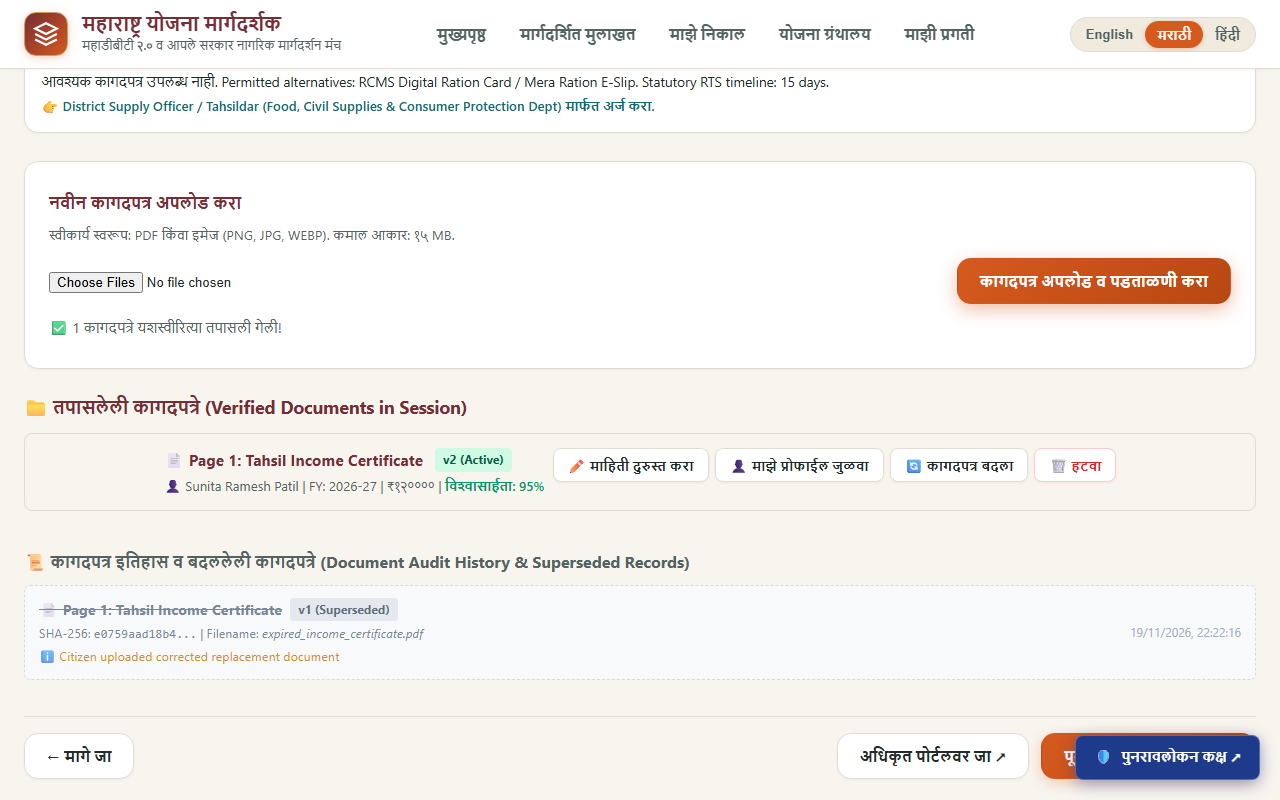 महाराष्ट्र योजना मार्गदर्शक
महाडीबीटी २.० व आपले सरकार नागरिक मार्गदर्शन मंच
मुख्यपृष्ठ मार्गदर्शित मुलाखत माझे निकाल योजना ग्रंथालय माझी प्रगती
English मराठी हिंदी
आवश्यक कागदपत्र उपलब्ध नाही. Permitted alternatives: RCMS Digital Ration Card / Mera Ration E-Slip. Statutory RTS timeline: 15 days.
👉 District Supply Officer / Tahsildar (Food, Civil Supplies & Consumer Protection Dept) मार्फत अर्ज करा.
नवीन कागदपत्र अपलोड करा
स्वीकार्य स्वरूप: PDF किंवा इमेज (PNG, JPG, WEBP). कमाल आकार: १५ MB.
Choose Files No file chosen
कागदपत्र अपलोड व पडताळणी करा
✅ 1 कागदपत्रे यशस्वीरित्या तपासली गेली!
📁 तपासलेली कागदपत्रे (Verified Documents in Session)
📄 Page 1: Tahsil Income Certificate v2 (Active)
👤 Sunita Ramesh Patil | FY: 2026-27 | ₹१२०००० | विश्वासार्हता: 95%
✏️ माहिती दुरुस्त करा 👤 माझे प्रोफाईल जुळवा 🔄 कागदपत्र बदला 🗑️ हटवा
📜 कागदपत्र इतिहास व बदललेली कागदपत्रे (Document Audit History & Superseded Records)
📄 Page 1: Tahsil Income Certificate v1 (Superseded)
SHA-256: e0759aad18b4... | Filename: expired_income_certificate.pdf
19/11/2026, 22:22:16
ℹ️ Citizen uploaded corrected replacement document
← मागे जा
अधिकृत पोर्टलवर जा ↗
🛡️ पुनरावलोकन कक्ष ↗